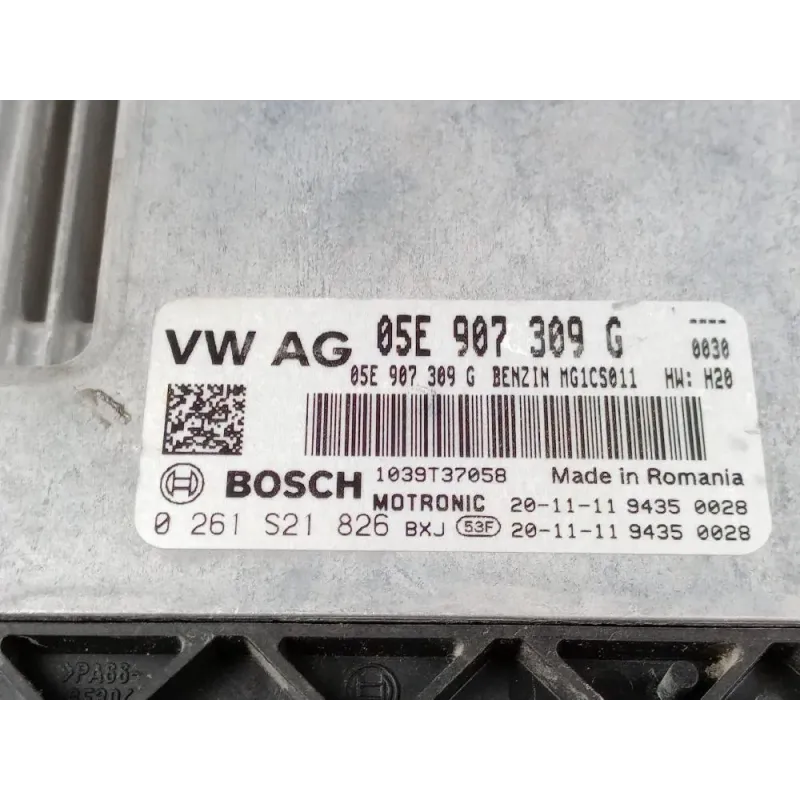 VW AG 05E 907 309 G ----
0030
05E 907 309 G BENZIN MG1CS011 HW: H20
BOSCH 1039T37058 Made in Romania
MOTRONIC 20-11-11 9435 0028
0 261 S21 826 BXJ 53F 20-11-11 9435 0028
>PA66-